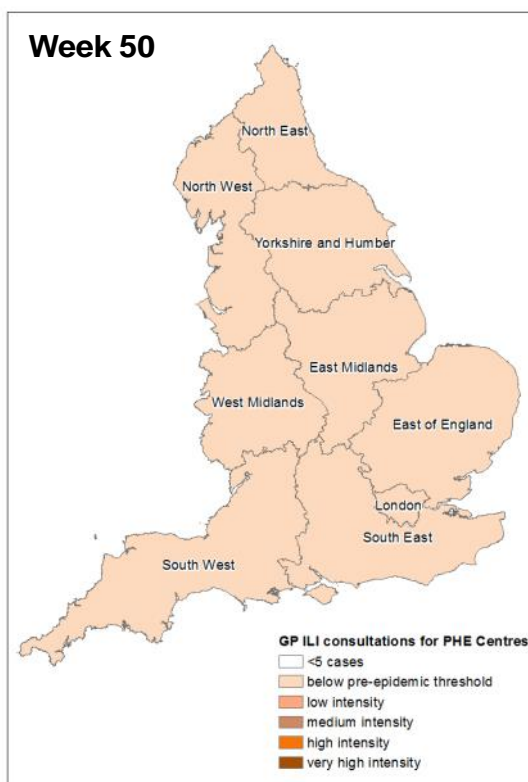 Week 50
North East
North West
Yorkshire and Humber
East Midlands
West Midlands
East of England
London
South East
South West
GP ILI consultations for PHE Centres
<5 cases
below pre-epidemic threshold
low intensity
medium intensity
high intensity
very high intensity